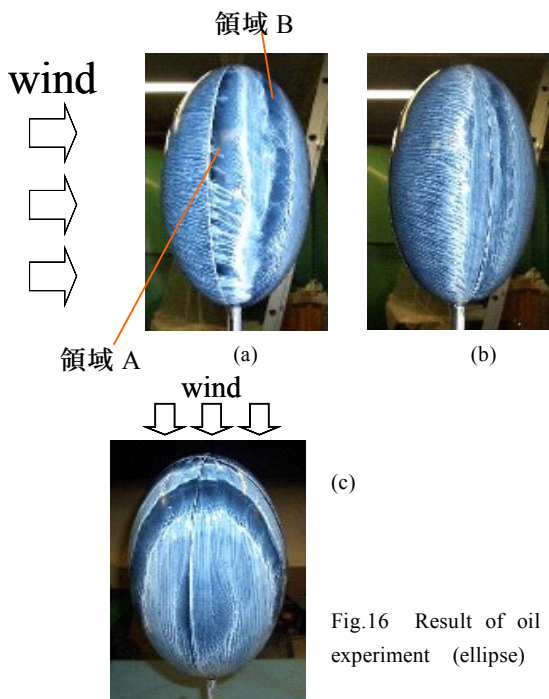 領域 B
wind
(a)
(b)
領域 A
wind
(c)
Fig.16 Result of oil
experiment (ellipse)